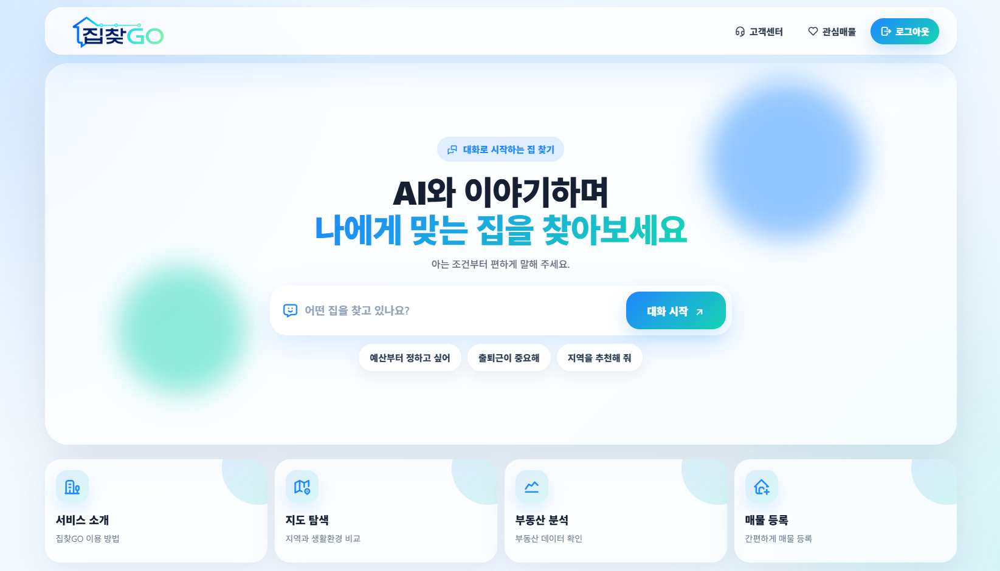 집찾GO
고객센터
관심매물
로그아웃
대화로 시작하는 집 찾기
AI와 이야기하며
나에게 맞는 집을 찾아보세요
아는 조건부터 편하게 말해 주세요.
어떤 집을 찾고 있나요?
대화 시작
예산부터 정하고 싶어
출퇴근이 중요해
지역을 추천해 줘
서비스 소개
집찾GO 이용 방법
지도 탐색
지역과 생활환경 비교
부동산 분석
부동산 데이터 확인
매물 등록
간편하게 매물 등록